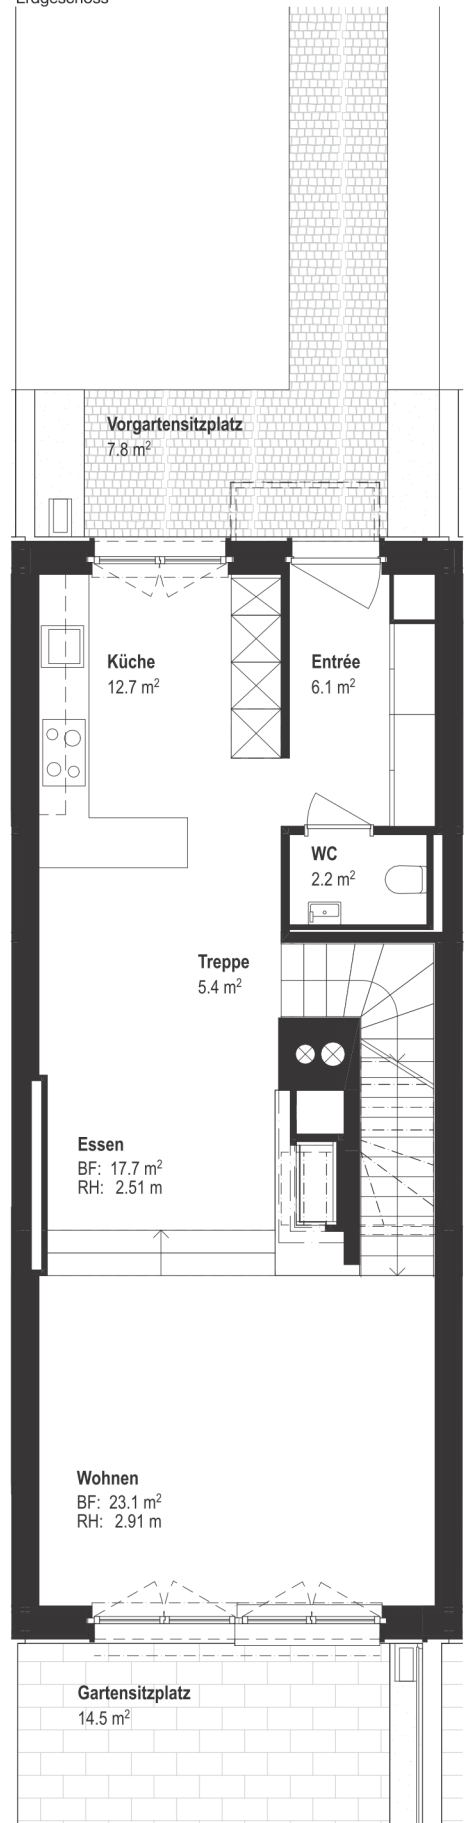 Erdgeschoss
Vorgartensitzplatz
7.8 m²
Küche
12.7 m²
Entrée
6.1 m²
WC
2.2 m²
Treppe
5.4 m²
Essen
BF: 17.7 m²
RH: 2.51 m
Wohnen
BF: 23.1 m²
RH: 2.91 m
Gartensitzplatz
14.5 m²